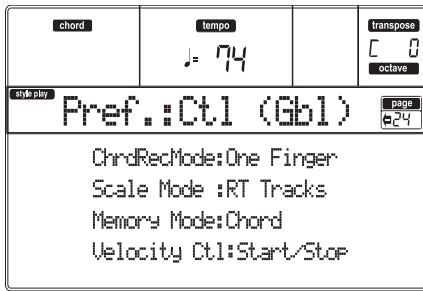 chord tempo transpose
♩= 74 C 0
octave
style play Pref.:Ctl (Gbl) page
24
ChrdRecMode:One Finger
Scale Mode :RT Tracks
Memory Mode:Chord
Velocity Ctl:Start/Stop